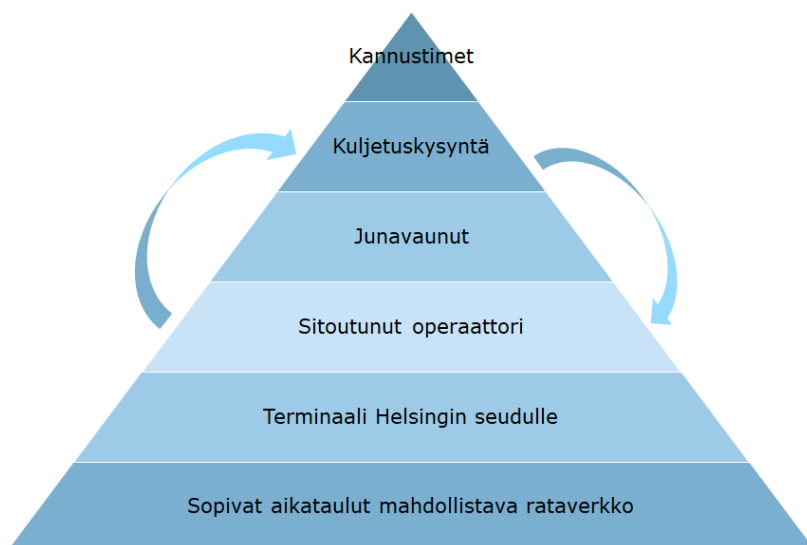 Kannustimet
Kuljetuskysyntä
Junavaunut
Sitoutunut operaattori
Terminaali Helsingin seudulle
Sopivat aikataulut mahdollistava rataverkko